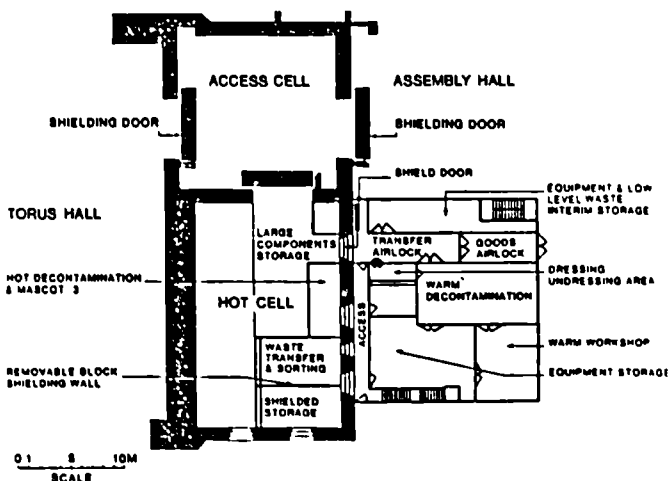 ACCESS CELL
ASSEMBLY HALL
SHIELDING DOOR
SHIELDING DOOR
SHIELD DOOR
EQUIPMENT & LOW
LEVEL WASTE
INTERIM STORAGE
TORUS HALL
LARGE
COMPONENTS
STORAGE
TRANSFER
AIRLOCK
GOODS
AIRLOCK
HOT DECONTAMINATION
& MASCOT 3
HOT CELL
DRESSING
UNDRESSING AREA
WARM
DECONTAMINATION
ACCESS
WASTE
TRANSFER
& SORTING
WARM WORKSHOP
REMOVABLE BLOCK
SHIELDING WALL
EQUIPMENT STORAGE
SHIELDED
STORAGE
0 1 5 10M
SCALE